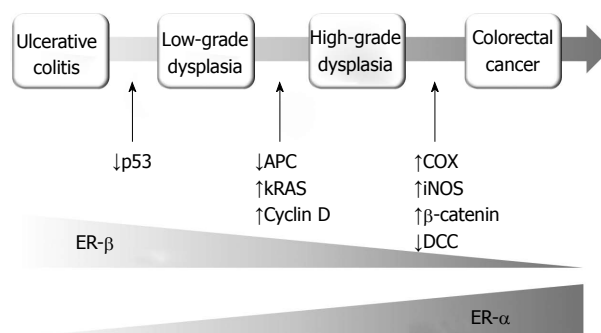 Ulcerative
colitis
Low-grade
dysplasia
High-grade
dysplasia
Colorectal
cancer
↓p53
↓APC
↑kRAS
↑Cyclin D
↑COX
↑iNOS
↑β-catenin
↓DCC
ER-β
ER-α